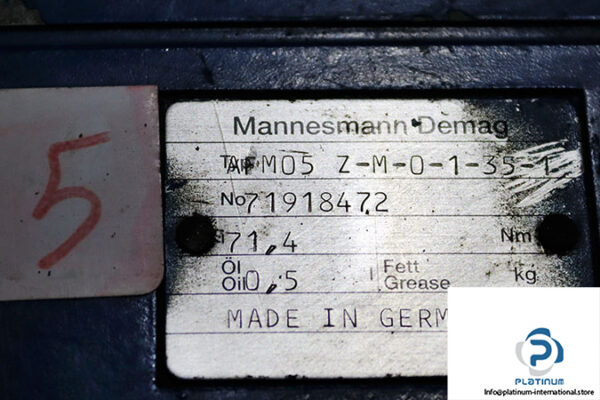 5
Mannesmann Demag
M05 Z-M-0-1-35-1
No 71918472
i 71,4 Nm
Öl Fett
Oil 0,5 l Grease kg
MADE IN GERM
PLATINUM
Info@platinum-international.store